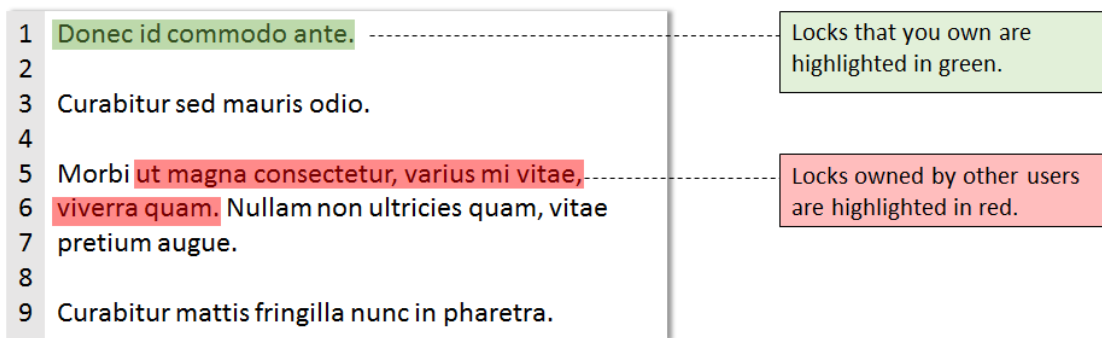 1 Donec id commodo ante.
2
3 Curabitur sed mauris odio.
4
5 Morbi ut magna consectetur, varius mi vitae,
6 viverra quam. Nullam non ultricies quam, vitae
7 pretium augue.
8
9 Curabitur mattis fringilla nunc in pharetra.
Locks that you own are
highlighted in green.
Locks owned by other users
are highlighted in red.